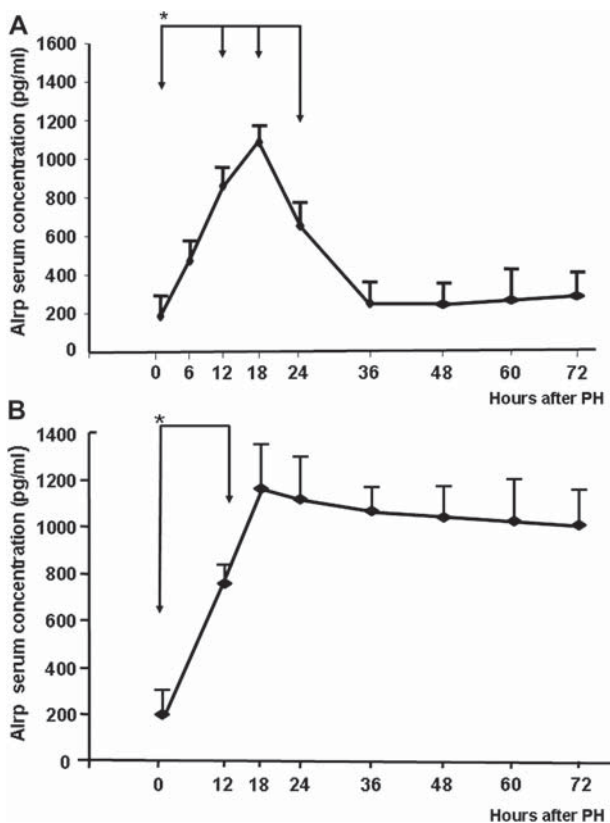 A
*
Alrp serum concentration (pg/ml)
1600
1400
1200
1000
800
600
400
200
0
0 6 12 18 24 36 48 60 72
Hours after PH
B
*
Alrp serum concentration (pg/ml)
1400
1200
1000
800
600
400
200
0
0 12 18 24 36 48 60 72
Hours after PH